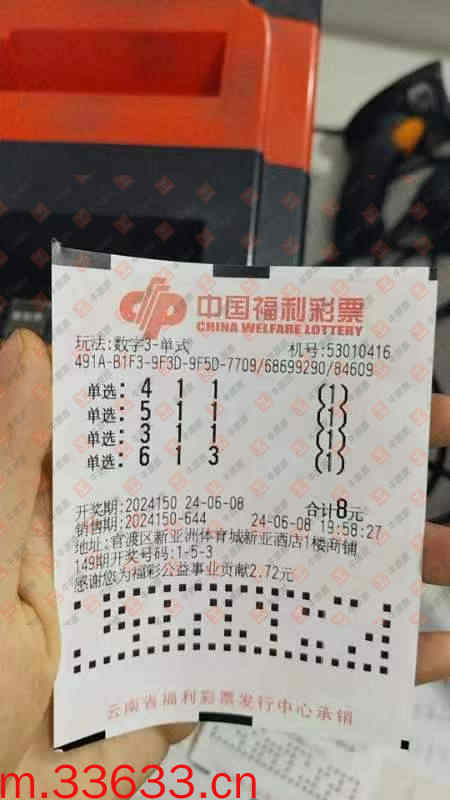 中国福利彩票
CHINA WELFARE LOTTERY
玩法:数字3-单式 机号:53010416
491A-B1F3-9F3D-9F5D-7709/68699290/84609
单选: 4 1 1 (1)
单选: 5 1 1 (1)
单选: 3 1 1 (1)
单选: 6 1 3 (1)
开奖期:2024150 24-06-08 合计8元
销售期:2024150-644 24-06-08 19:58:27
地址:官渡区新亚洲体育城新亚酒店1楼商铺
149期开奖号码:1-5-3
感谢您为福彩公益事业贡献2.72元
云南省福利彩票发行中心承销
m.33633.cn